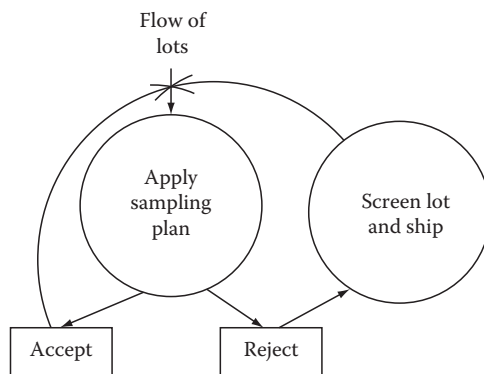 Flow of
lots
Apply
sampling
plan
Screen lot
and ship
Accept
Reject